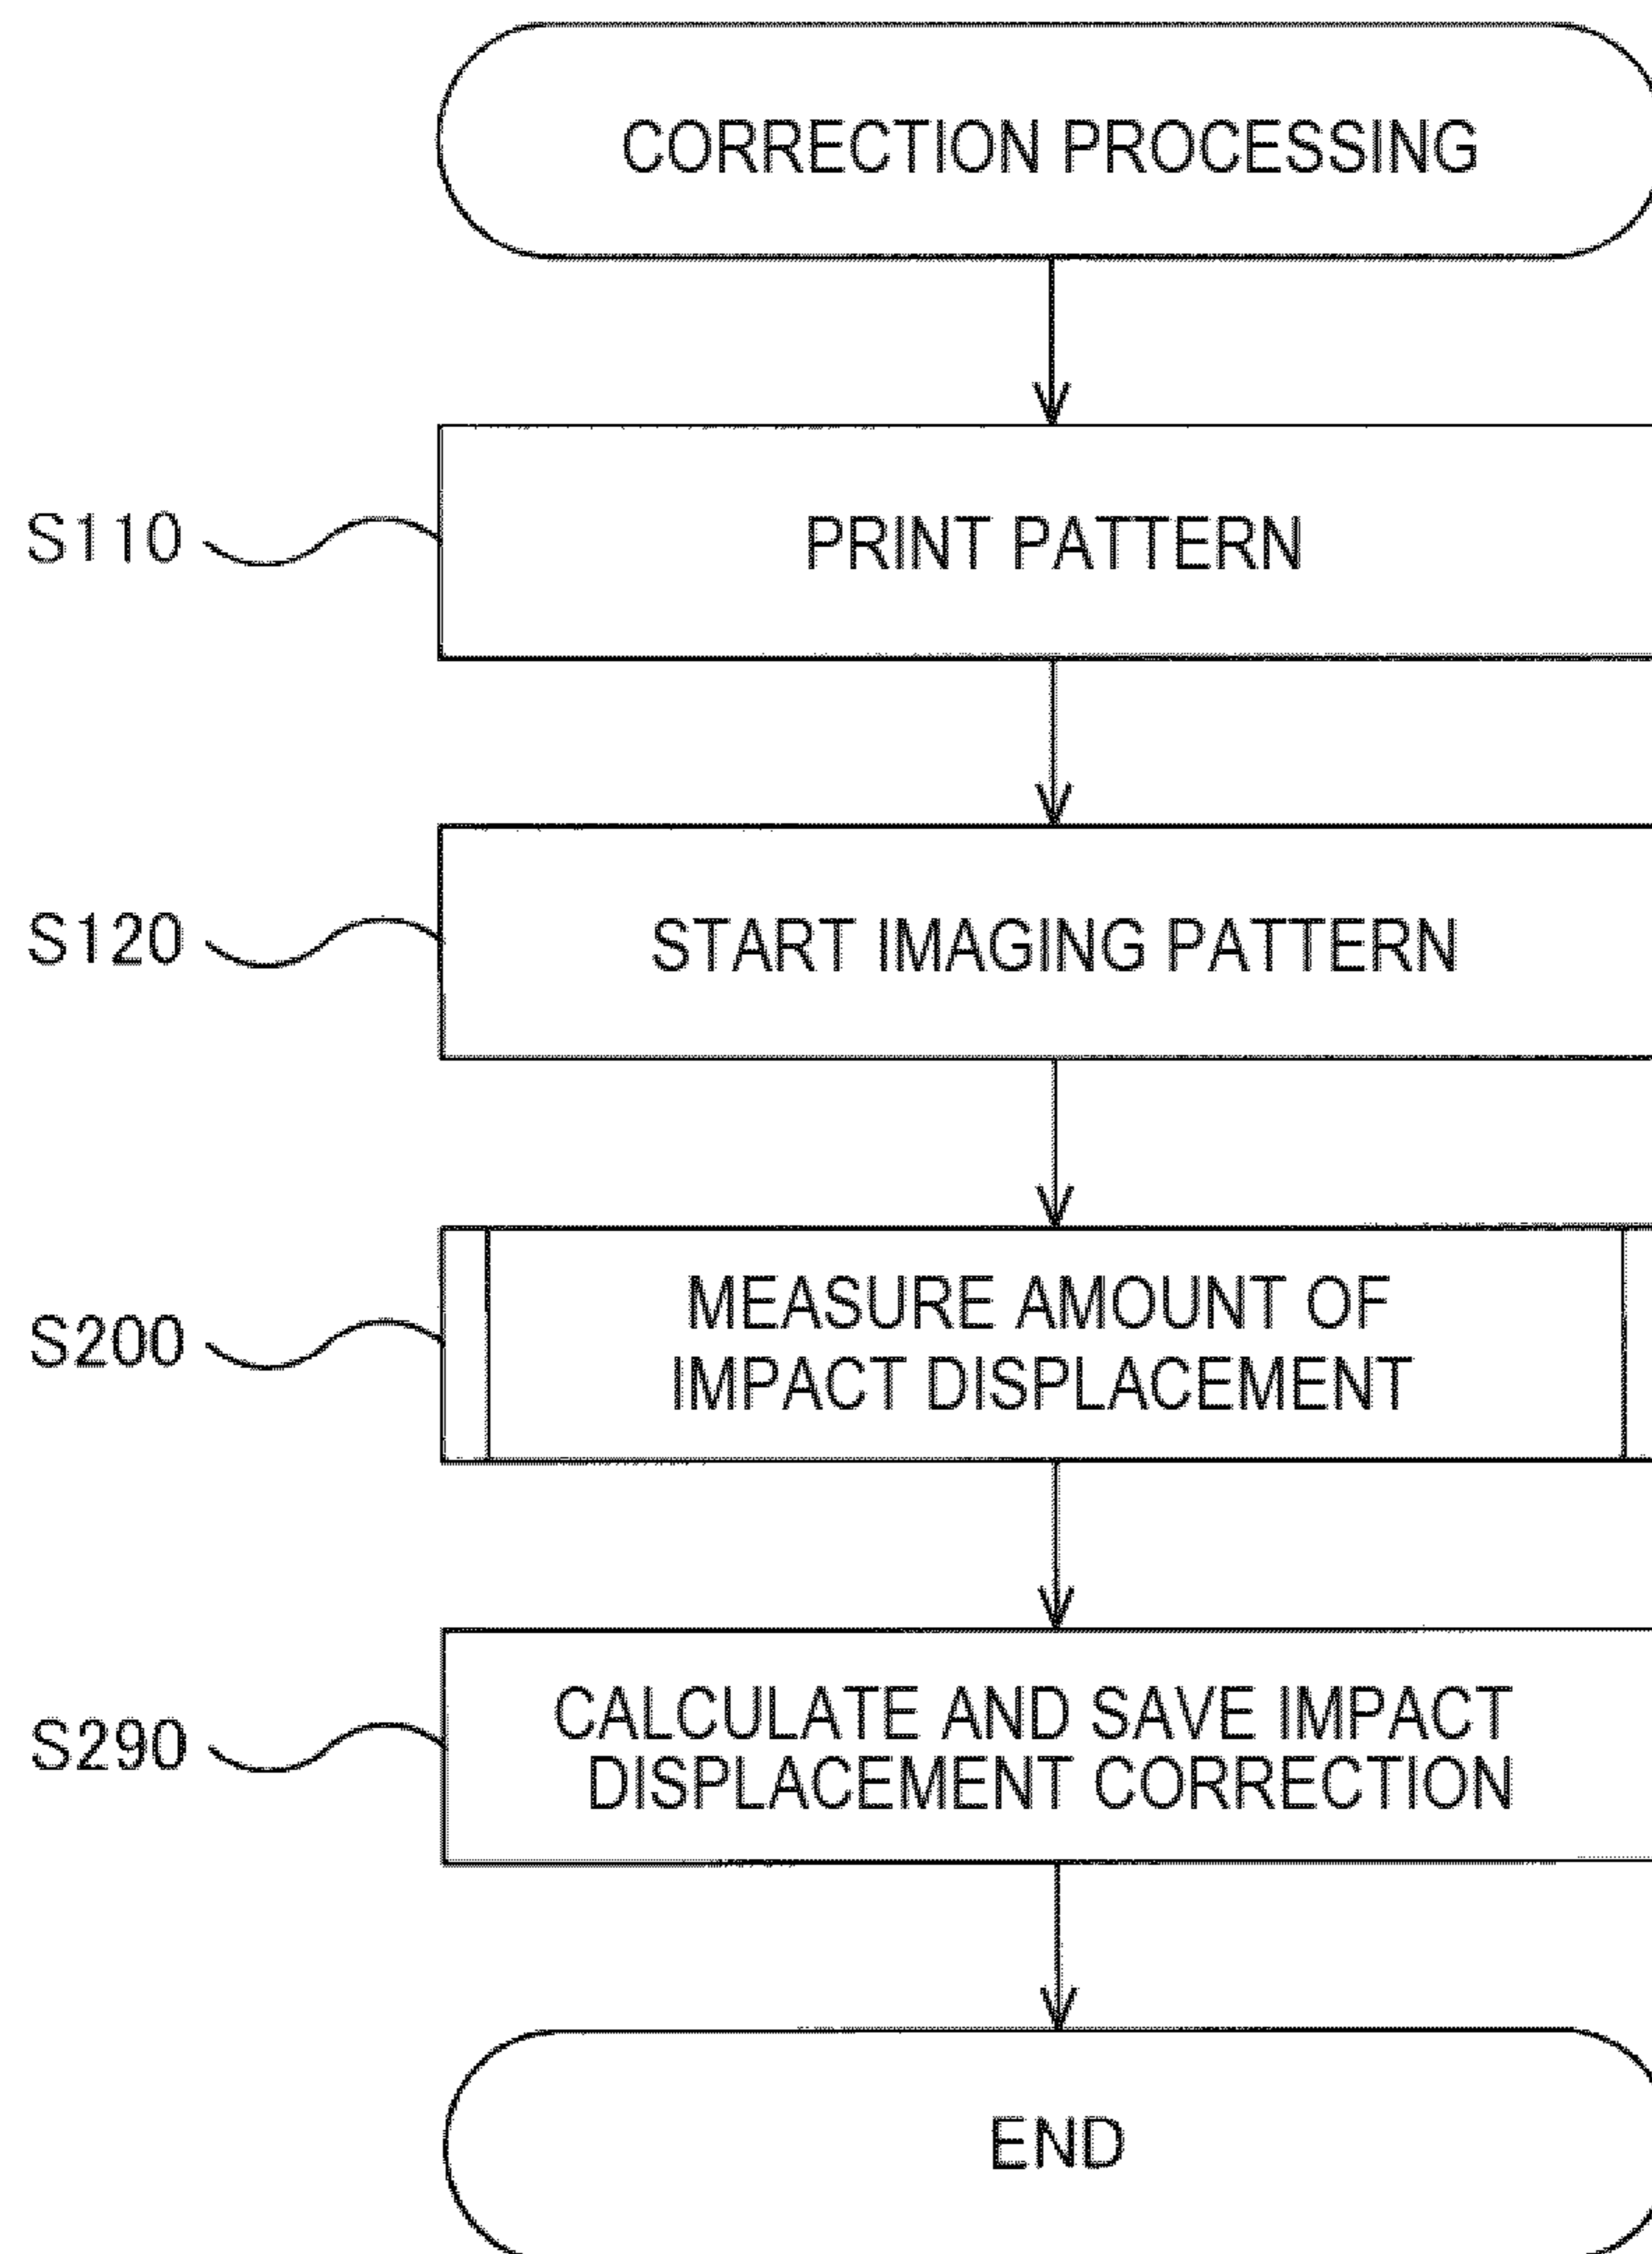 CORRECTION PROCESSING
S110
PRINT PATTERN
S120
START IMAGING PATTERN
S200
MEASURE AMOUNT OF
IMPACT DISPLACEMENT
S290
CALCULATE AND SAVE IMPACT
DISPLACEMENT CORRECTION
END